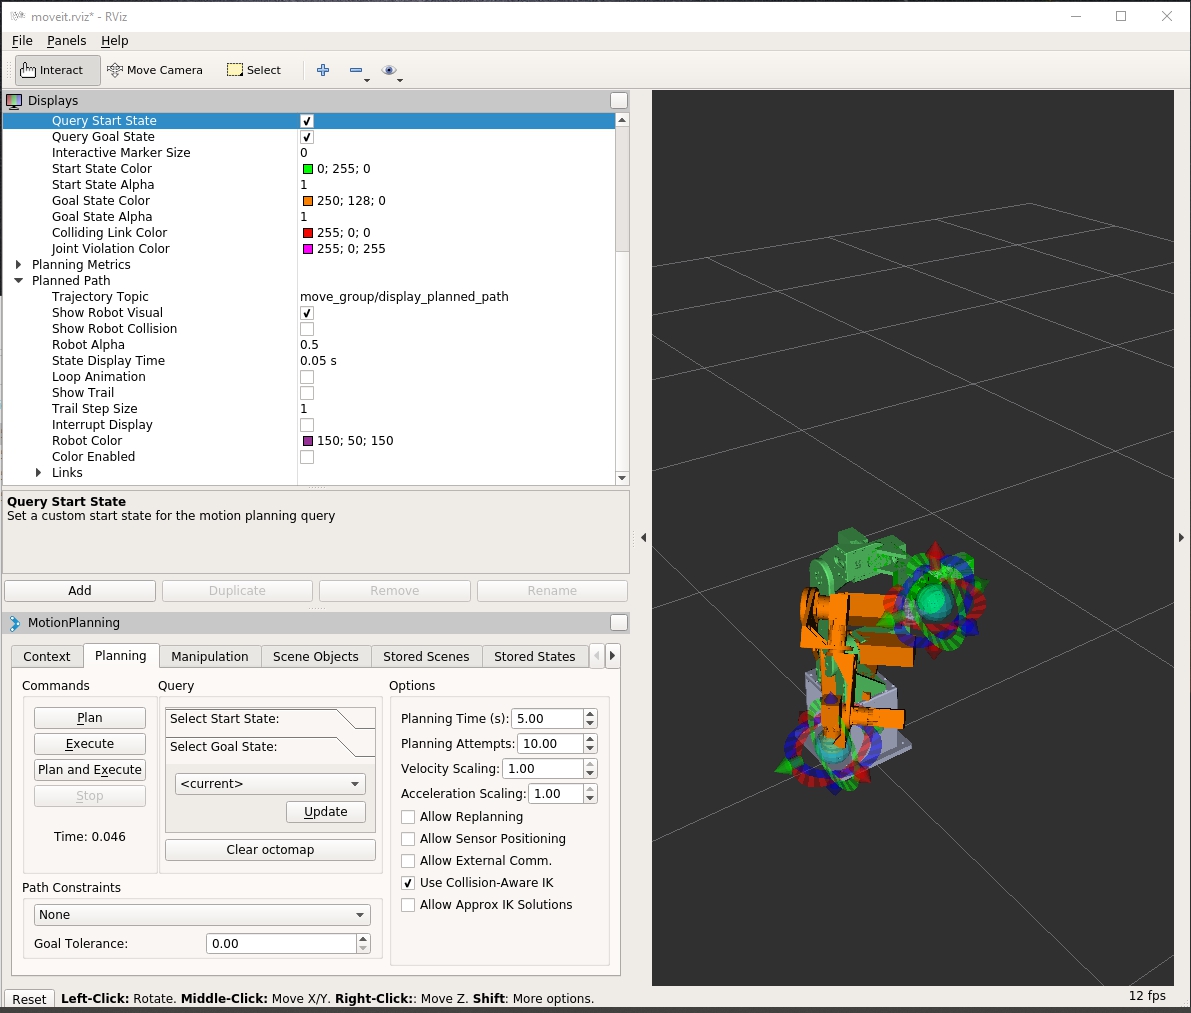 moveit.rviz* - RViz
File Panels Help
Interact Move Camera Select
Displays
Query Start State
Query Goal State
Interactive Marker Size 0
Start State Color 0; 255; 0
Start State Alpha 1
Goal State Color 250; 128; 0
Goal State Alpha 1
Colliding Link Color 255; 0; 0
Joint Violation Color 255; 0; 255
Planning Metrics
Planned Path
Trajectory Topic move_group/display_planned_path
Show Robot Visual
Show Robot Collision
Robot Alpha 0.5
State Display Time 0.05 s
Loop Animation
Show Trail
Trail Step Size 1
Interrupt Display
Robot Color 150; 50; 150
Color Enabled
Links
Query Start State
Set a custom start state for the motion planning query
Add Duplicate Remove Rename
MotionPlanning
Context Planning Manipulation Scene Objects Stored Scenes Stored States
Commands
Plan
Execute
Plan and Execute
Stop
Time: 0.046
Query
Select Start State:
Select Goal State:
<current>
Update
Clear octomap
Path Constraints
None
Goal Tolerance: 0.00
Options
Planning Time (s): 5.00
Planning Attempts: 10.00
Velocity Scaling: 1.00
Acceleration Scaling: 1.00
Allow Replanning
Allow Sensor Positioning
Allow External Comm.
Use Collision-Aware IK
Allow Approx IK Solutions
Reset Left-Click: Rotate. Middle-Click: Move X/Y. Right-Click:: Move Z. Shift: More options.
12 fps